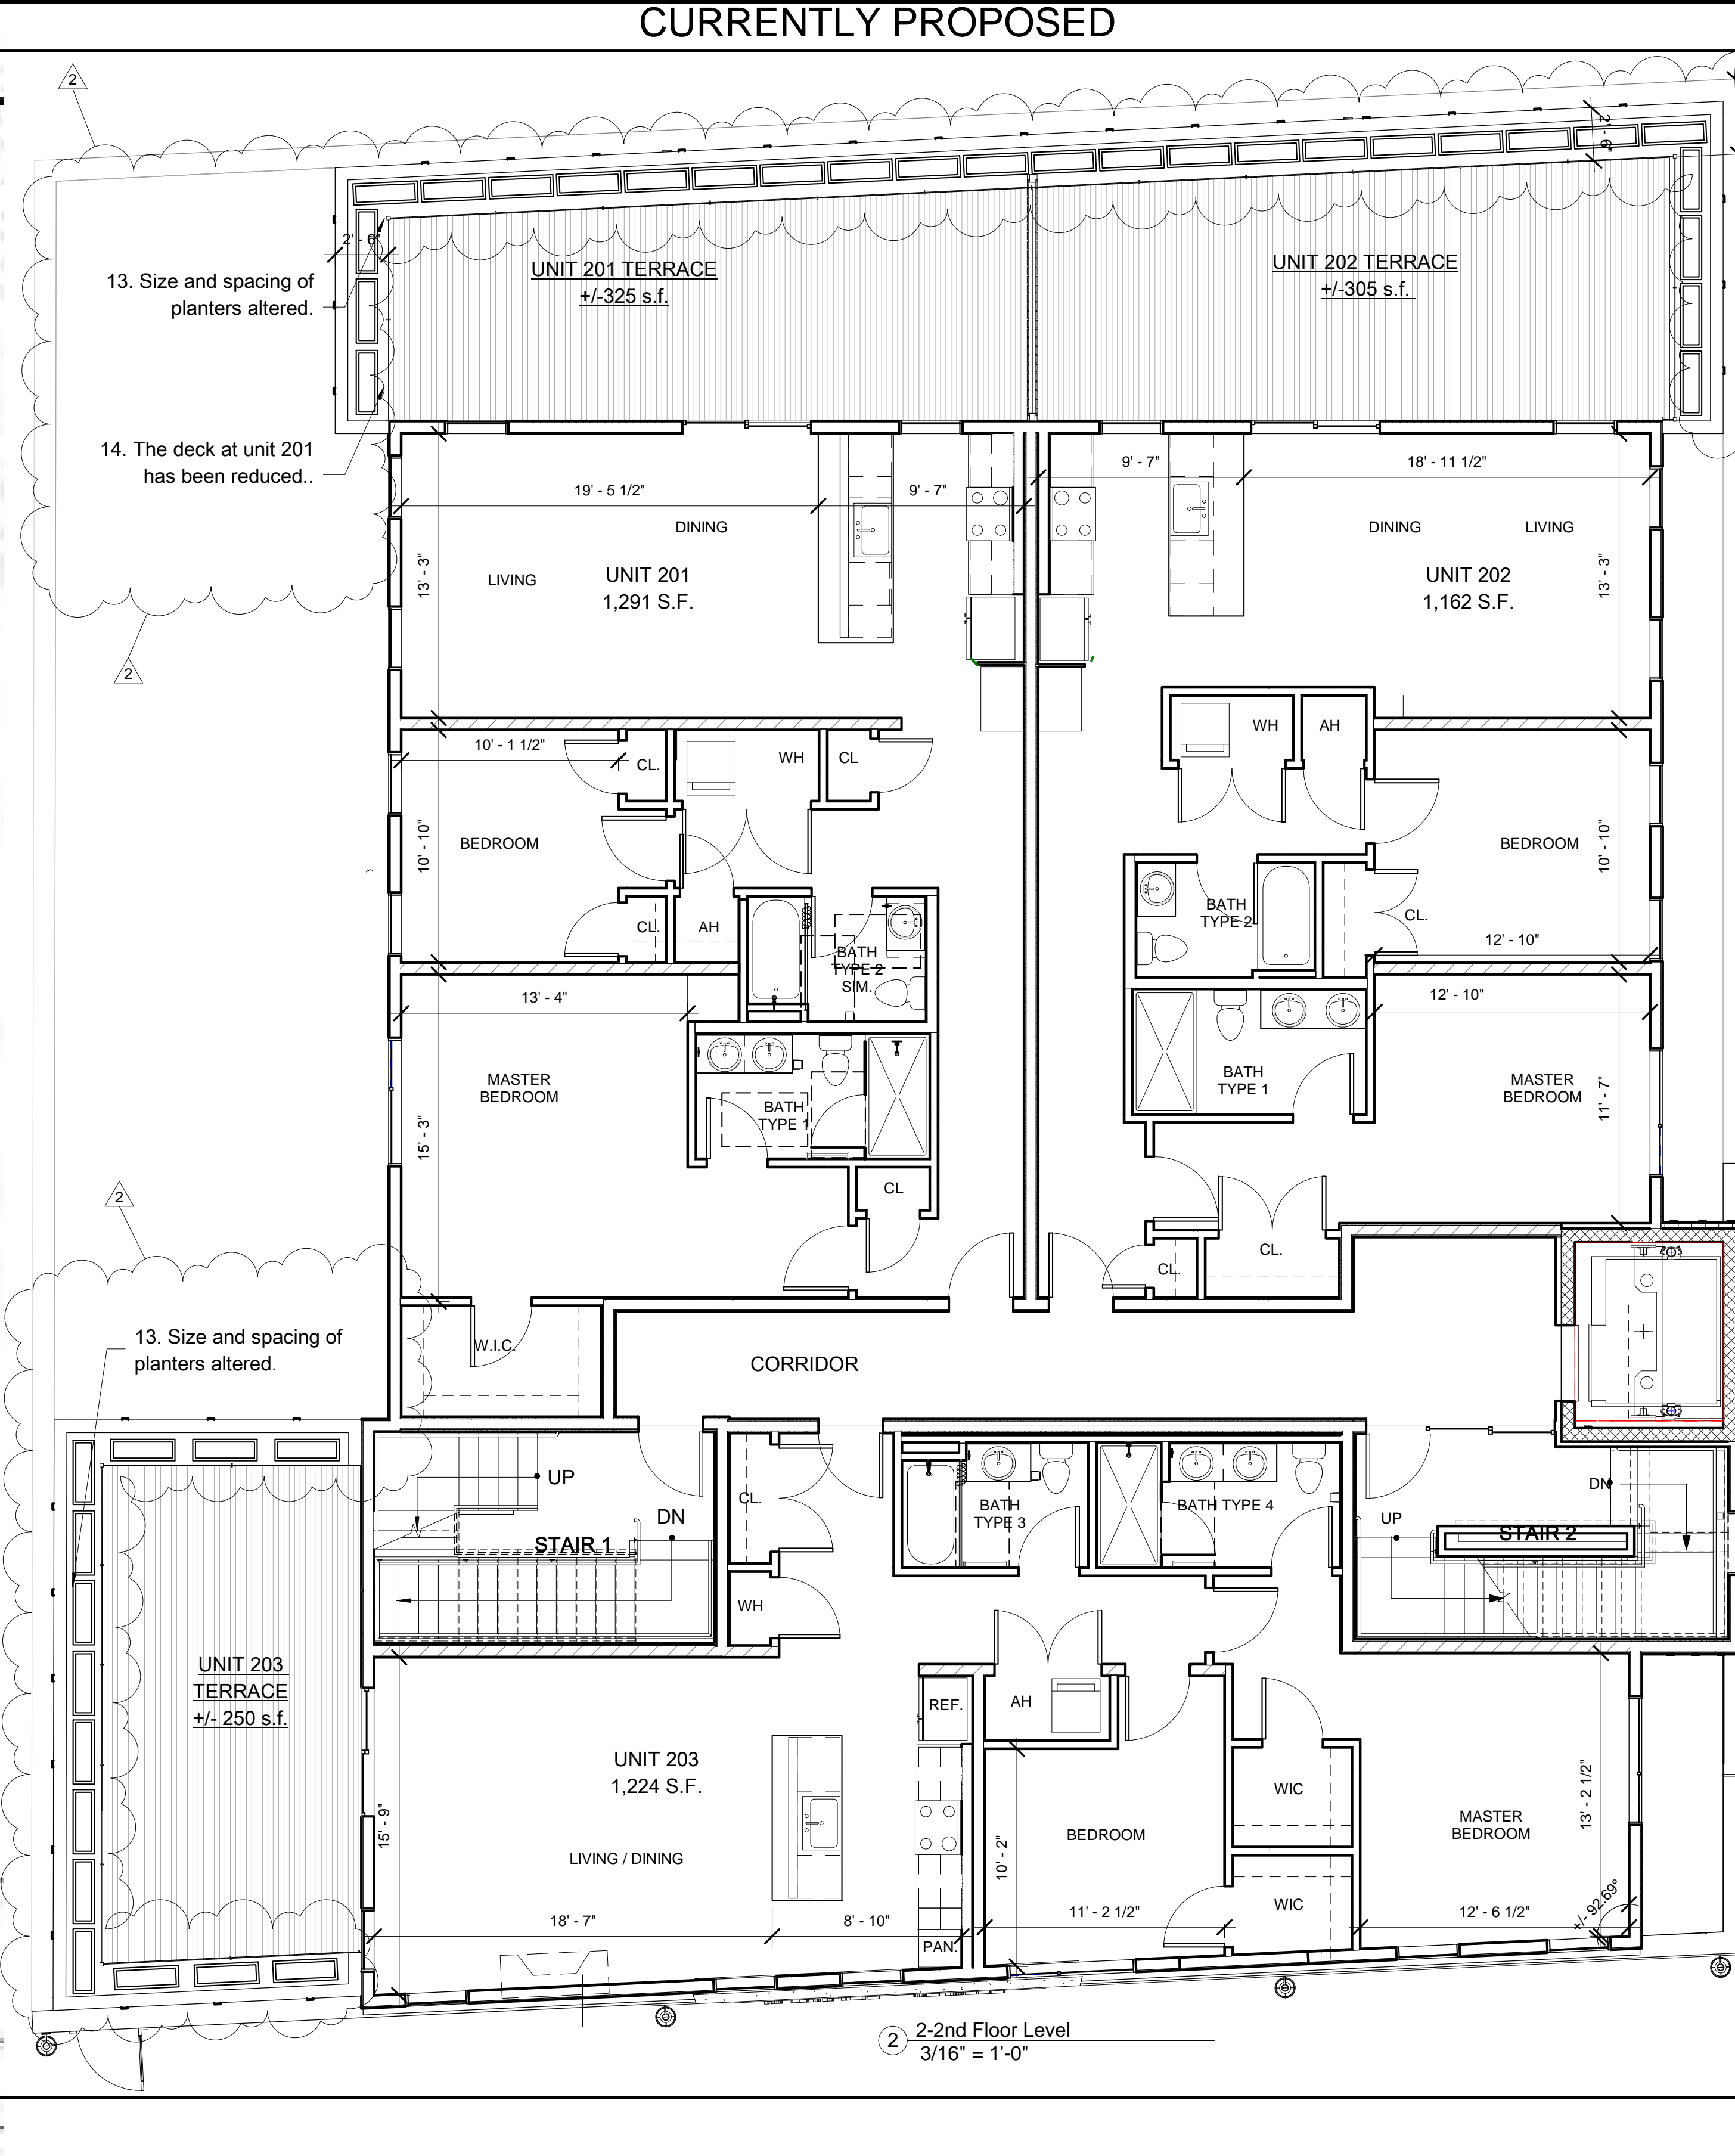 CURRENTLY PROPOSED
2
2' - 6"
2' - 6"
13. Size and spacing of
planters altered.
UNIT 201 TERRACE
+/-325 s.f.
UNIT 202 TERRACE
+/-305 s.f.
14. The deck at unit 201
has been reduced..
19' - 5 1/2"
9' - 7"
9' - 7"
18' - 11 1/2"
DINING
DINING
LIVING
13' - 3"
LIVING
UNIT 201
1,291 S.F.
UNIT 202
1,162 S.F.
13' - 3"
2
10' - 1 1/2"
CL.
WH
CL
WH
AH
BEDROOM
10' - 10"
BEDROOM
10' - 10"
CL.
AH
BATH
TYPE 2
SIM.
BATH
TYPE 2
CL.
12' - 10"
13' - 4"
12' - 10"
MASTER
BEDROOM
15' - 3"
BATH
TYPE 1
BATH
TYPE 1
MASTER
BEDROOM
11' - 7"
2
CL
CL.
CL.
13. Size and spacing of
planters altered.
W.I.C.
CORRIDOR
UP
DN
STAIR 1
CL.
BATH
TYPE 3
BATH TYPE 4
UP
DN
STAIR 2
WH
UNIT 203
TERRACE
+/- 250 s.f.
AH
REF.
UNIT 203
1,224 S.F.
15' - 9"
LIVING / DINING
10' - 2"
BEDROOM
WIC
WIC
MASTER
BEDROOM
13' - 2 1/2"
18' - 7"
8' - 10"
PAN.
11' - 2 1/2"
12' - 6 1/2"
+/- 92.69°
2
2-2nd Floor Level
3/16" = 1'-0"